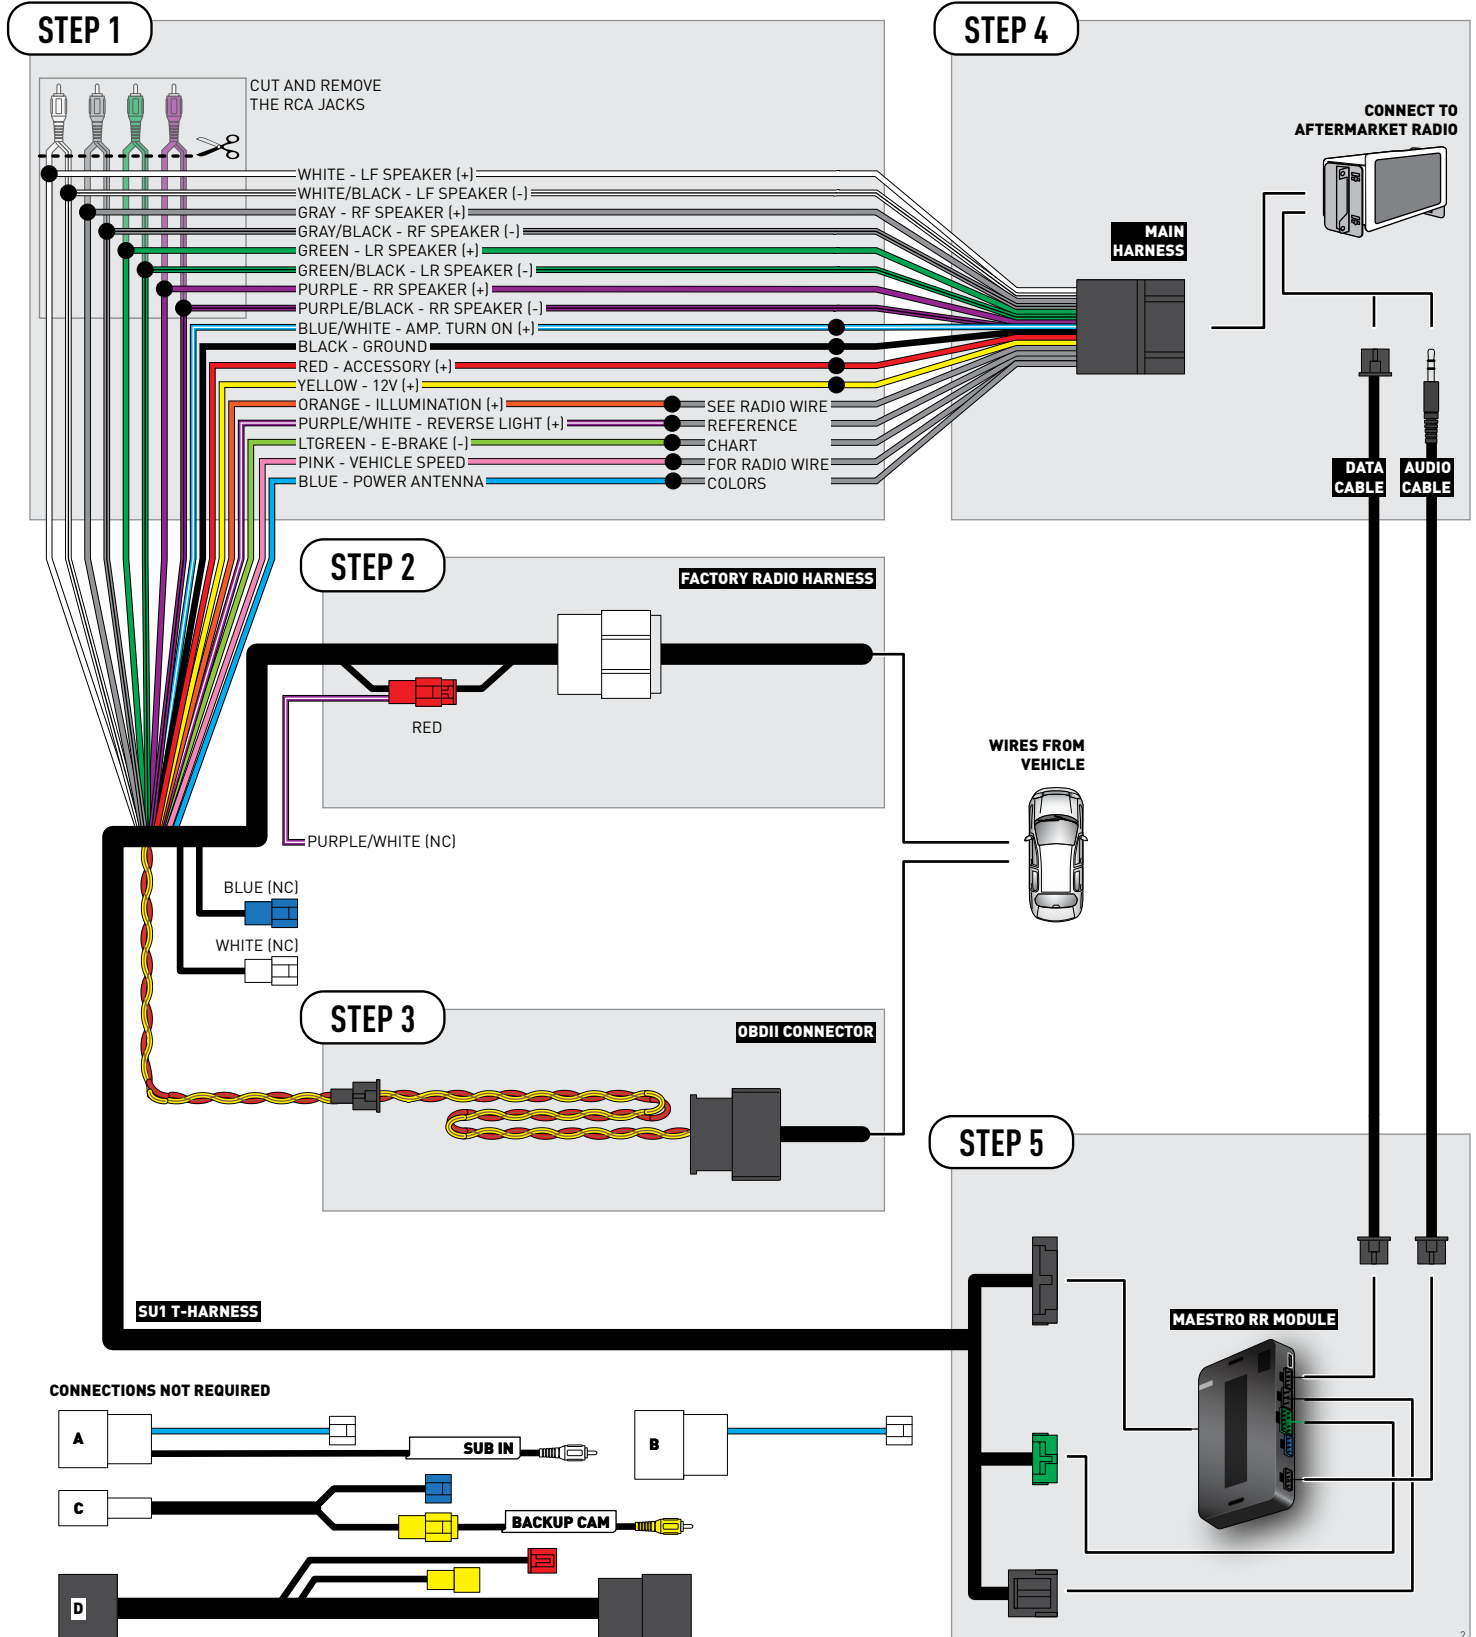 STEP 1
CUT AND REMOVE
THE RCA JACKS
WHITE - LF SPEAKER (+)
WHITE/BLACK - LF SPEAKER (-)
GRAY - RF SPEAKER (+)
GRAY/BLACK - RF SPEAKER (-)
GREEN - LR SPEAKER (+)
GREEN/BLACK - LR SPEAKER (-)
PURPLE - RR SPEAKER (+)
PURPLE/BLACK - RR SPEAKER (-)
BLUE/WHITE - AMP. TURN ON (+)
BLACK - GROUND
RED - ACCESSORY (+)
YELLOW - 12V (+)
ORANGE - ILLUMINATION (+)
PURPLE/WHITE - REVERSE LIGHT (+)
LTGREEN - E-BRAKE (-)
PINK - VEHICLE SPEED
BLUE - POWER ANTENNA
SEE RADIO WIRE
REFERENCE
CHART
FOR RADIO WIRE
COLORS
STEP 4
CONNECT TO
AFTERMARKET RADIO
MAIN
HARNESS
DATA
CABLE
AUDIO
CABLE
STEP 2
FACTORY RADIO HARNESS
RED
PURPLE/WHITE (NC)
BLUE (NC)
WHITE (NC)
WIRES FROM
VEHICLE
STEP 3
OBDII CONNECTOR
STEP 5
MAESTRO RR MODULE
SU1 T-HARNESS
CONNECTIONS NOT REQUIRED
A
SUB IN
B
C
BACKUP CAM
D
2